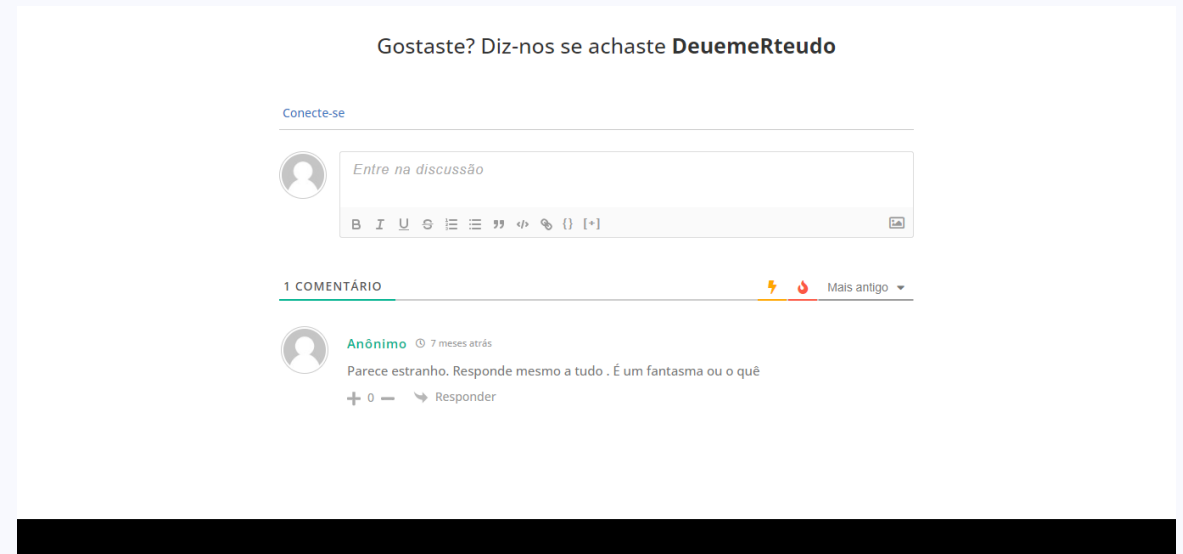 Gostaste? Diz-nos se achaste DeuemeRteudo
Conecte-se
Entre na discussão
B I U S </> {} [+]
1 COMENTÁRIO
Mais antigo
Anônimo 7 meses atrás
Parece estranho. Responde mesmo a tudo . É um fantasma ou o quê
0 Responder